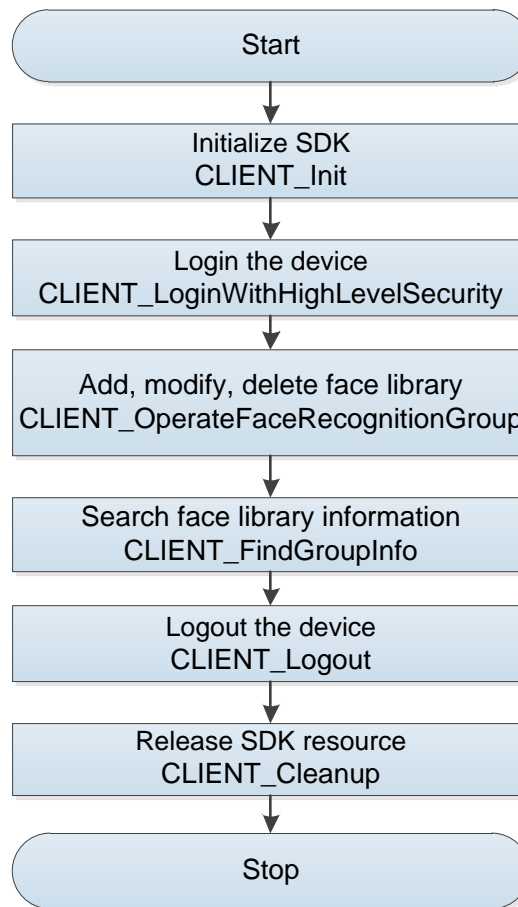 Start
Initialize SDK
CLIENT_Init
Login the device
CLIENT_LoginWithHighLevelSecurity
Add, modify, delete face library
CLIENT_OperateFaceRecognitionGroup
Search face library information
CLIENT_FindGroupInfo
Logout the device
CLIENT_Logout
Release SDK resource
CLIENT_Cleanup
Stop